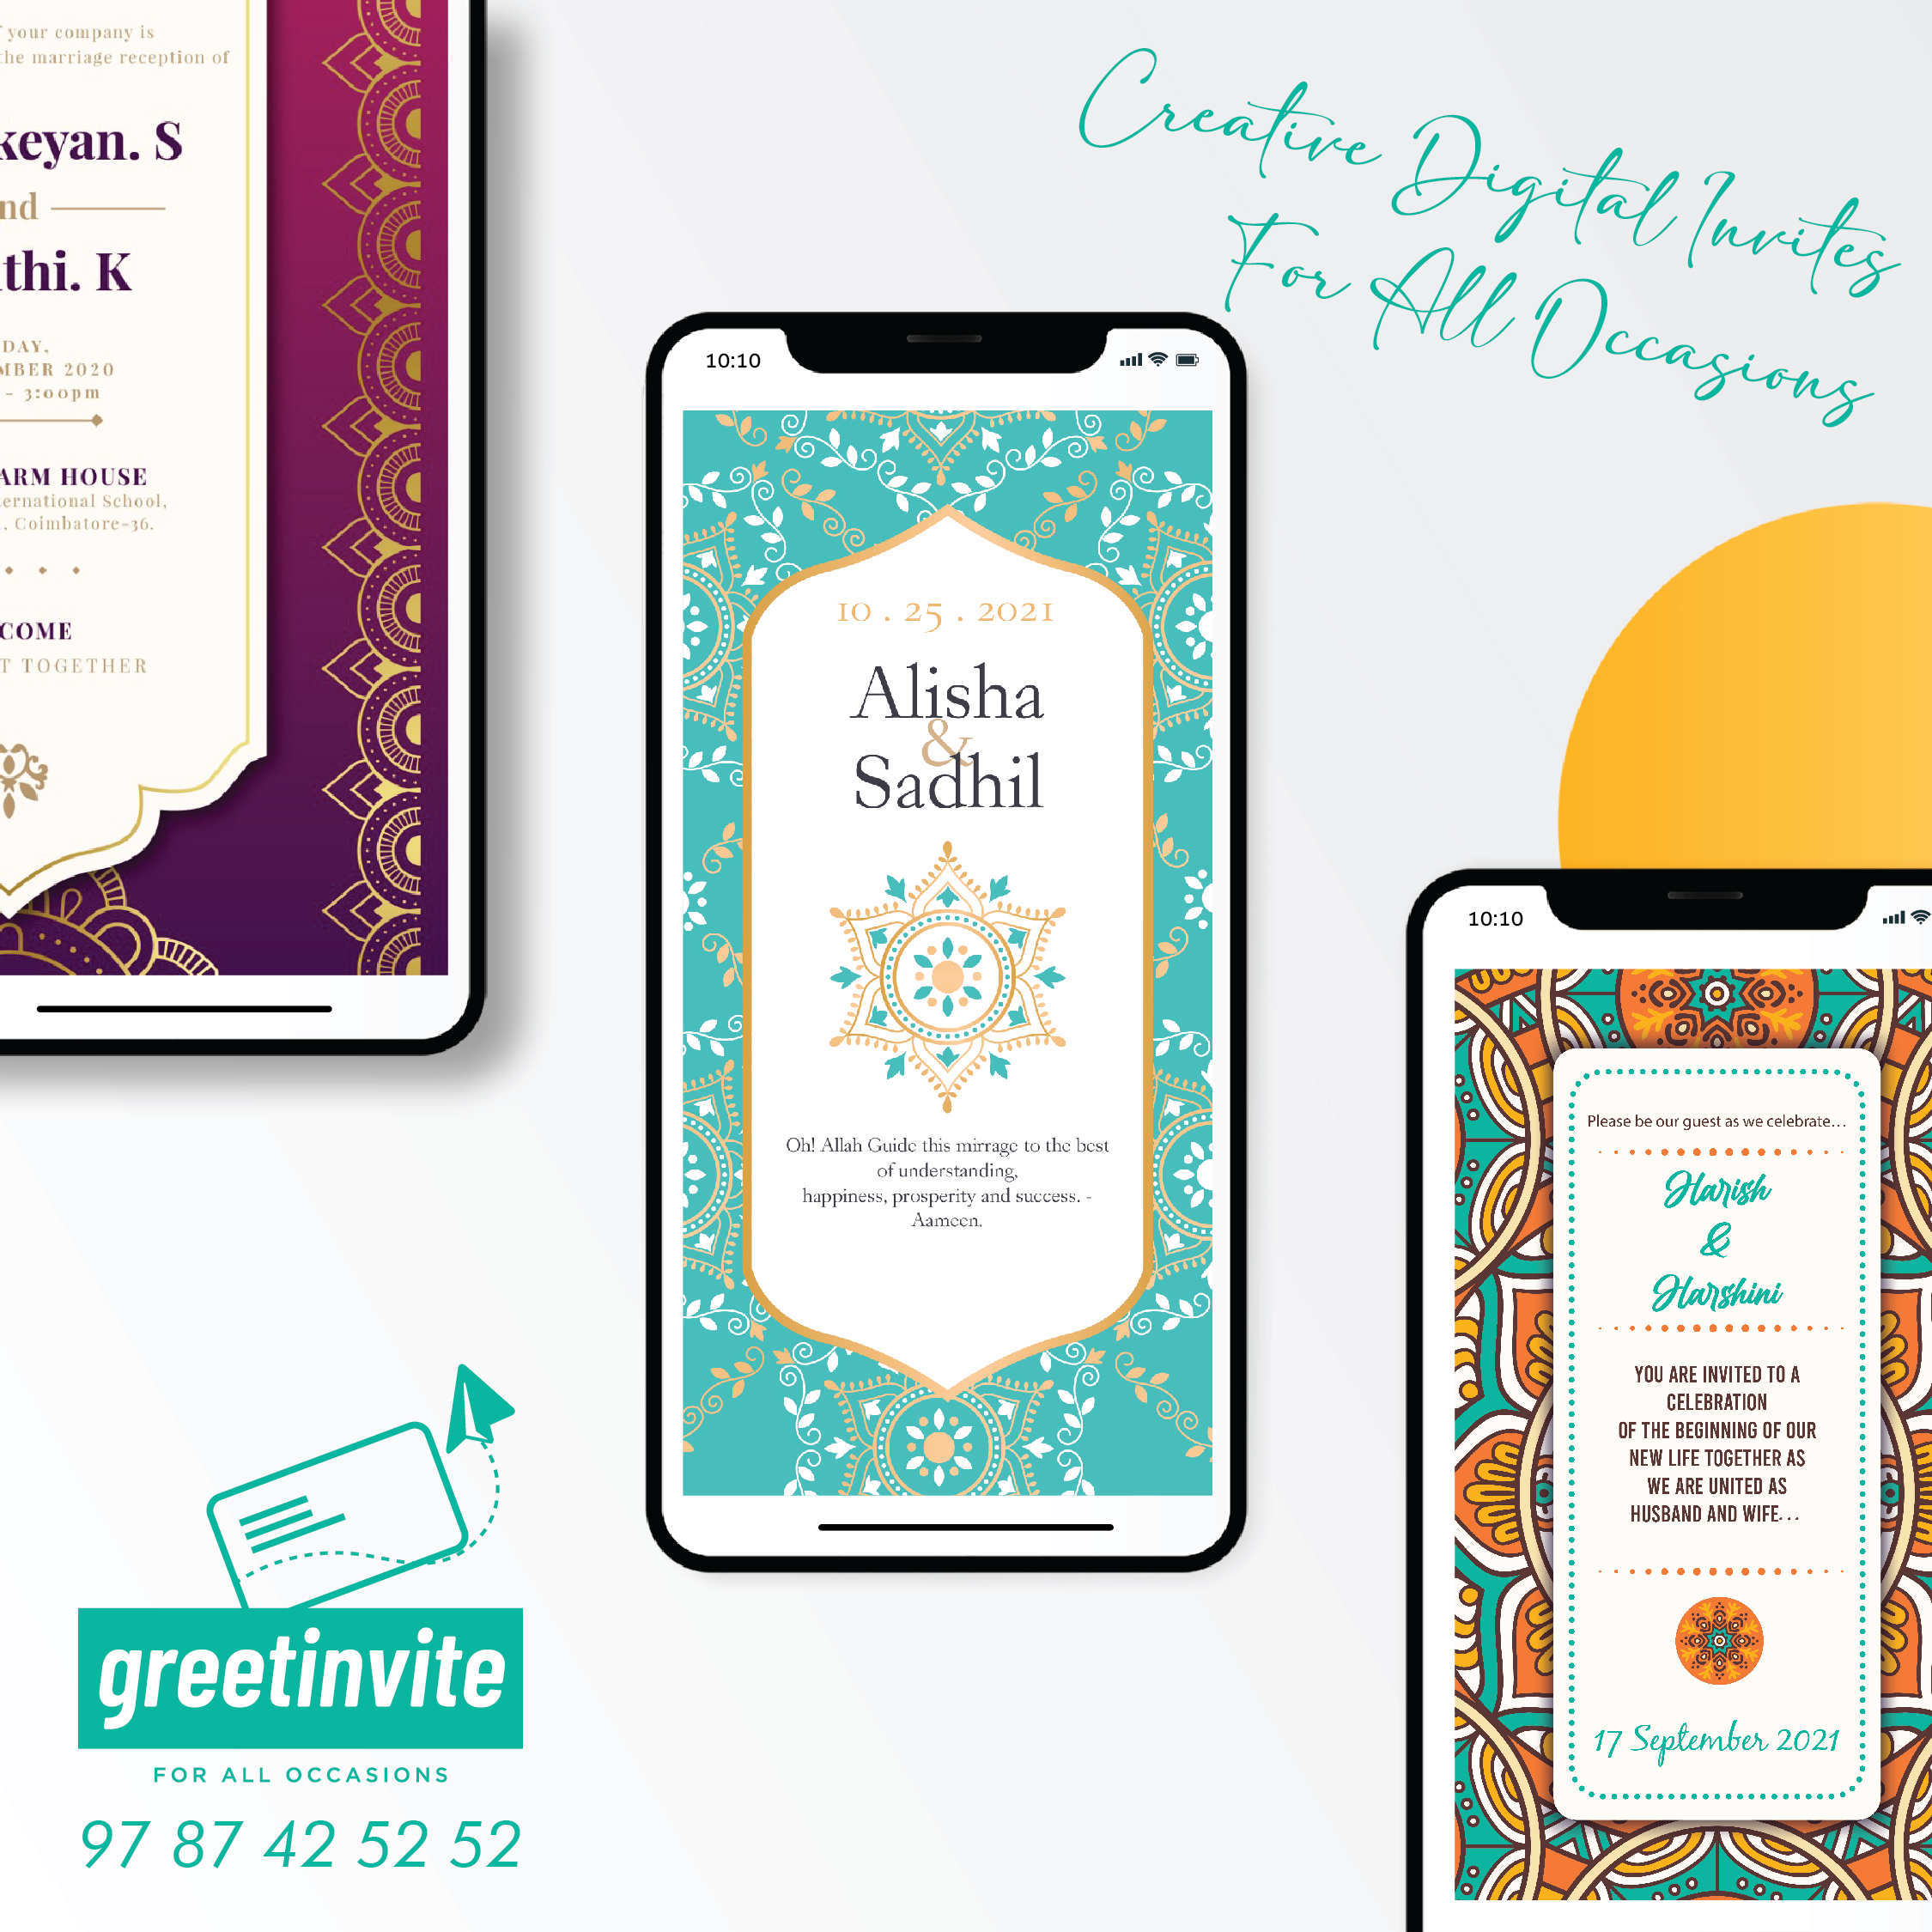 your company is
the marriage reception of
keyan. S
nd
thi. K
DAY,
MBER 2020
- 3:00pm
ARM HOUSE
ternational School,
. Coimbatore-36.
COME
T TOGETHER
Creative Digital Invites
For All Occasions
10:10
10 . 25 . 2021
Alisha
&
Sadhil
Oh! Allah Guide this mirrage to the best
of understanding,
happiness, prosperity and success. -
Aameen.
10:10
Please be our guest as we celebrate...
Harish
&
Harshini
YOU ARE INVITED TO A
CELEBRATION
OF THE BEGINNING OF OUR
NEW LIFE TOGETHER AS
WE ARE UNITED AS
HUSBAND AND WIFE...
17 September 2021
greetinvite
FOR ALL OCCASIONS
97 87 42 52 52